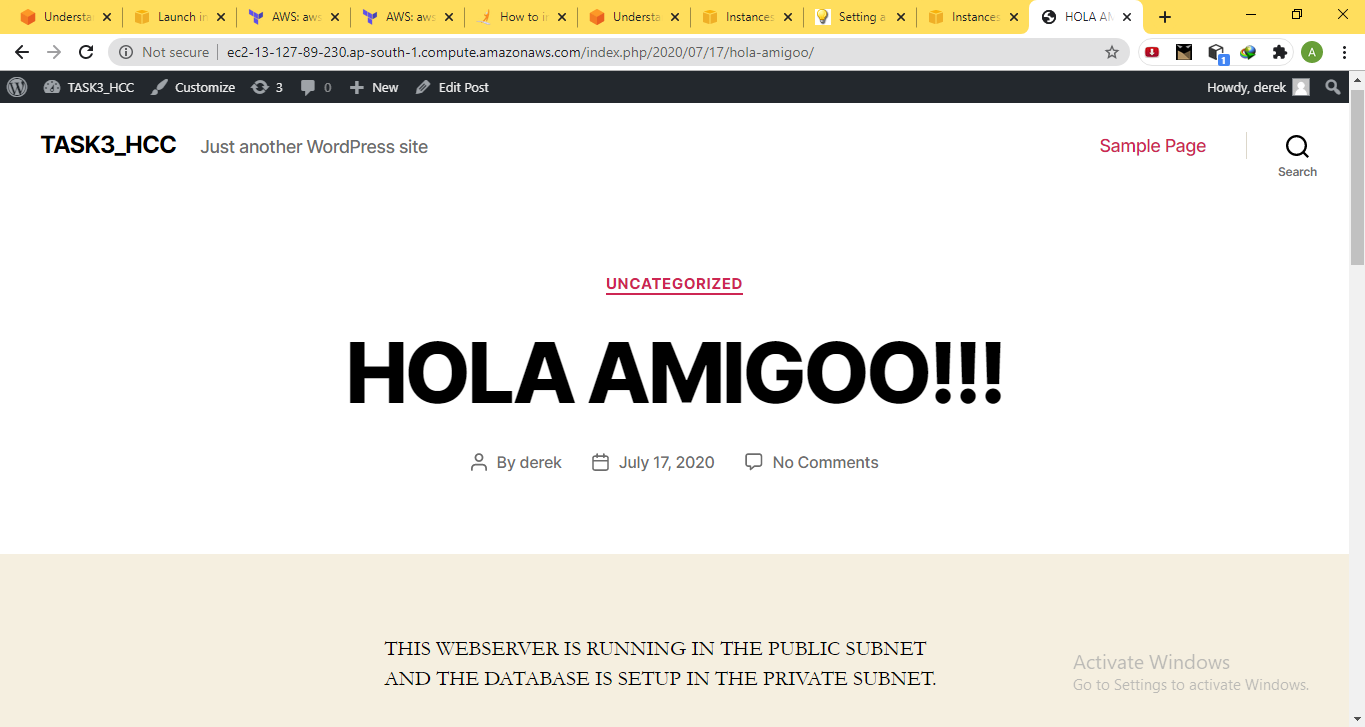 Understa
Launch in
AWS: aws
AWS: aws
How to in
Understa
Instances
Setting a
Instances
HOLA AM
Not secure
ec2-13-127-89-230.ap-south-1.compute.amazonaws.com/index.php/2020/07/17/hola-amigoo/
1
A
TASK3_HCC Customize 3 0 New Edit Post Howdy, derek
TASK3_HCC Just another WordPress site Sample Page
Search
UNCATEGORIZED
HOLA AMIGOO!!!
By derek July 17, 2020 No Comments
THIS WEBSERVER IS RUNNING IN THE PUBLIC SUBNET
AND THE DATABASE IS SETUP IN THE PRIVATE SUBNET.
Activate Windows
Go to Settings to activate Windows.